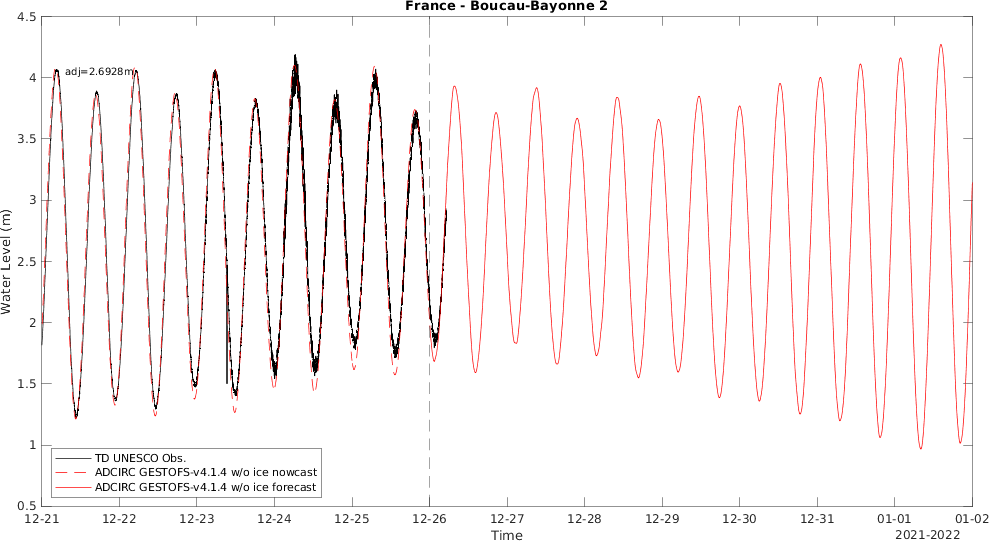 France - Boucau-Bayonne 2
adj=2.6928m
Water Level (m)
4.5
4
3.5
3
2.5
2
1.5
1
0.5
TD UNESCO Obs.
ADCIRC GESTOFS-v4.1.4 w/o ice nowcast
ADCIRC GESTOFS-v4.1.4 w/o ice forecast
12-21 12-22 12-23 12-24 12-25 12-26 12-27 12-28 12-29 12-30 12-31 01-01 01-02
Time
2021-2022